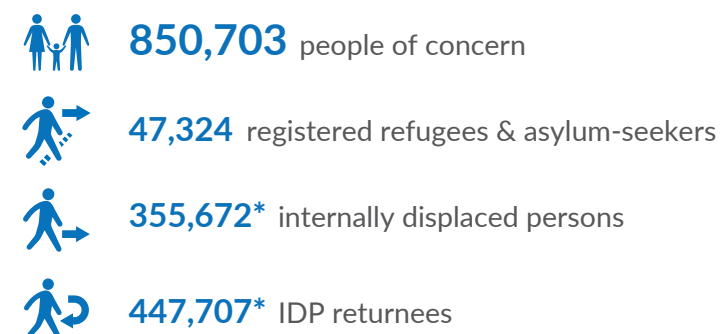 850,703 people of concern
47,324 registered refugees & asylum-seekers
355,672* internally displaced persons
447,707* IDP returnees